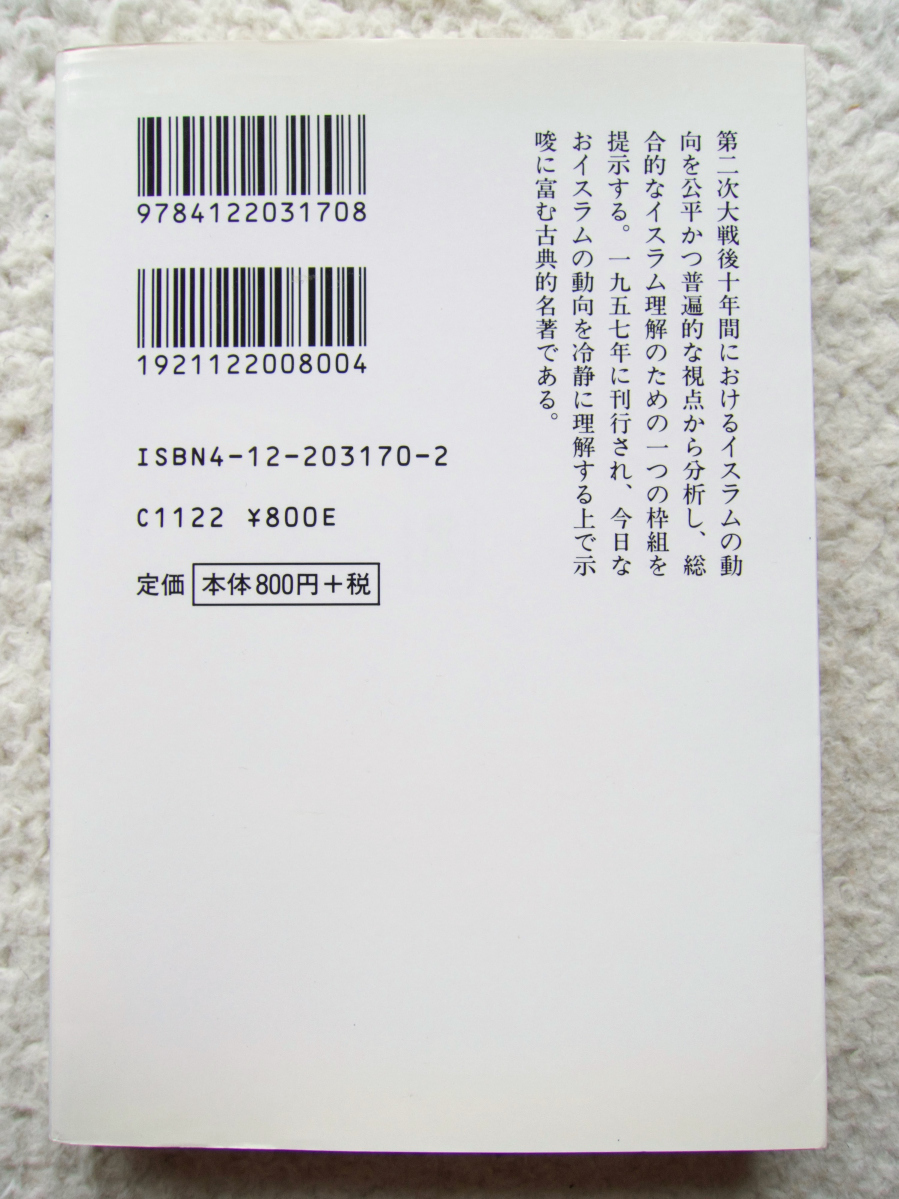 第二次大戦後十年間におけるイスラムの動
向を公平かつ普遍的な視点から分析し、総
合的なイスラム理解のための一つの枠組を
提示する。一九五七年に刊行され、今日な
おイスラムの動向を冷静に理解する上で示
唆に富む古典的名著である。
9784122031708
1921122008004
ISBN4-12-203170-2
C1122 ¥800E
定価 本体800円+税